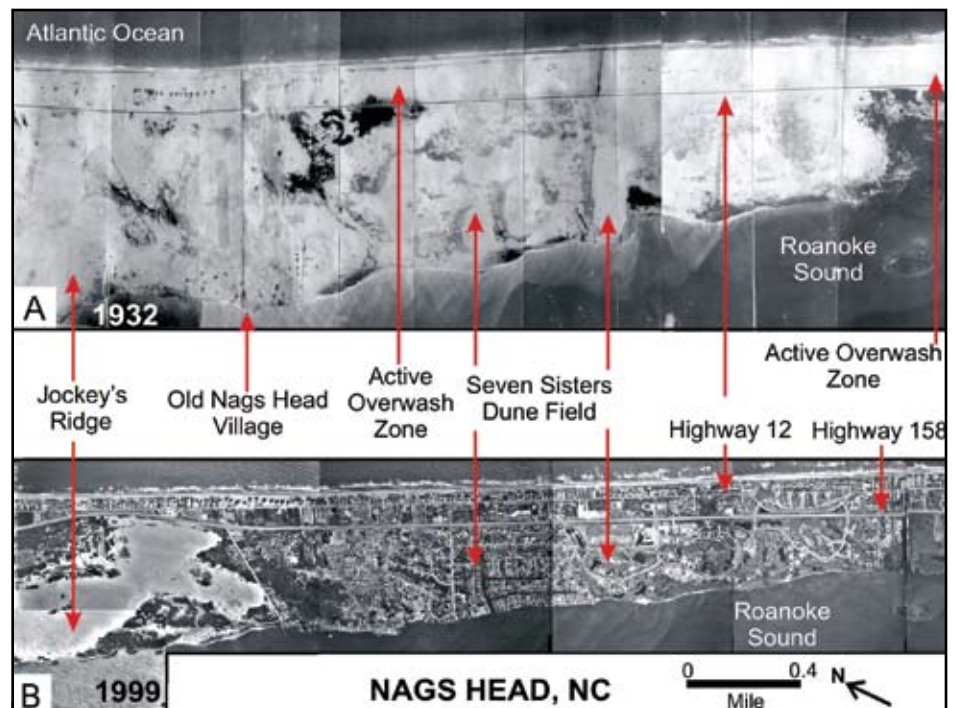 Atlantic Ocean
Roanoke
Sound
A
1932
Jockey's
Ridge
Old Nags Head
Village
Active
Overwash
Zone
Seven Sisters
Dune Field
Highway 12
Active Overwash
Zone
Highway 158
Roanoke
Sound
B
1999
NAGS HEAD, NC
0
0.4
Mile
N